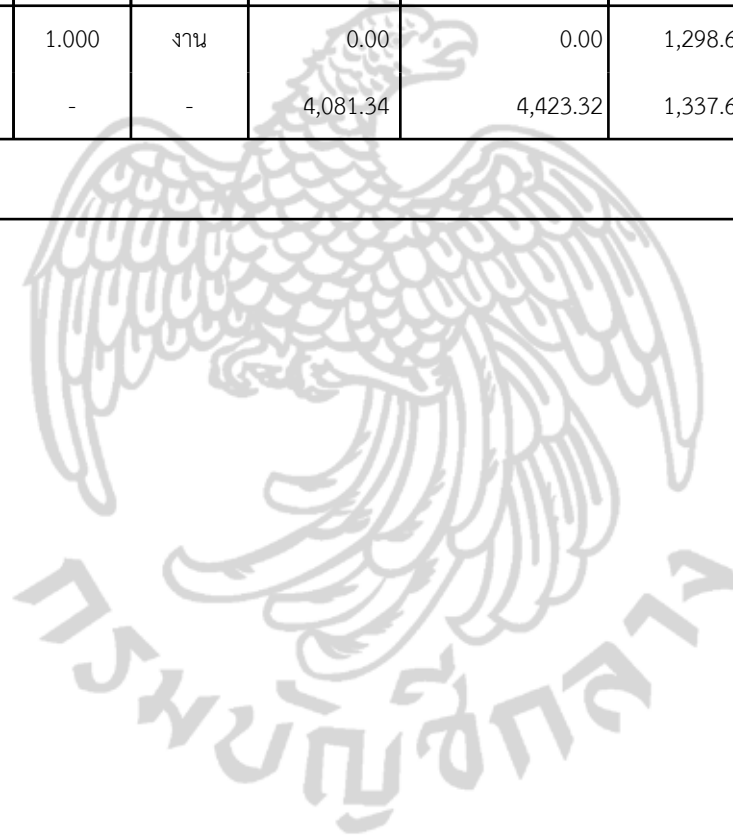 1.000 งาน 0.00 0.00 1,298.6
- - 4,081.34 4,423.32 1,337.6
กรมบัญชีกลาง